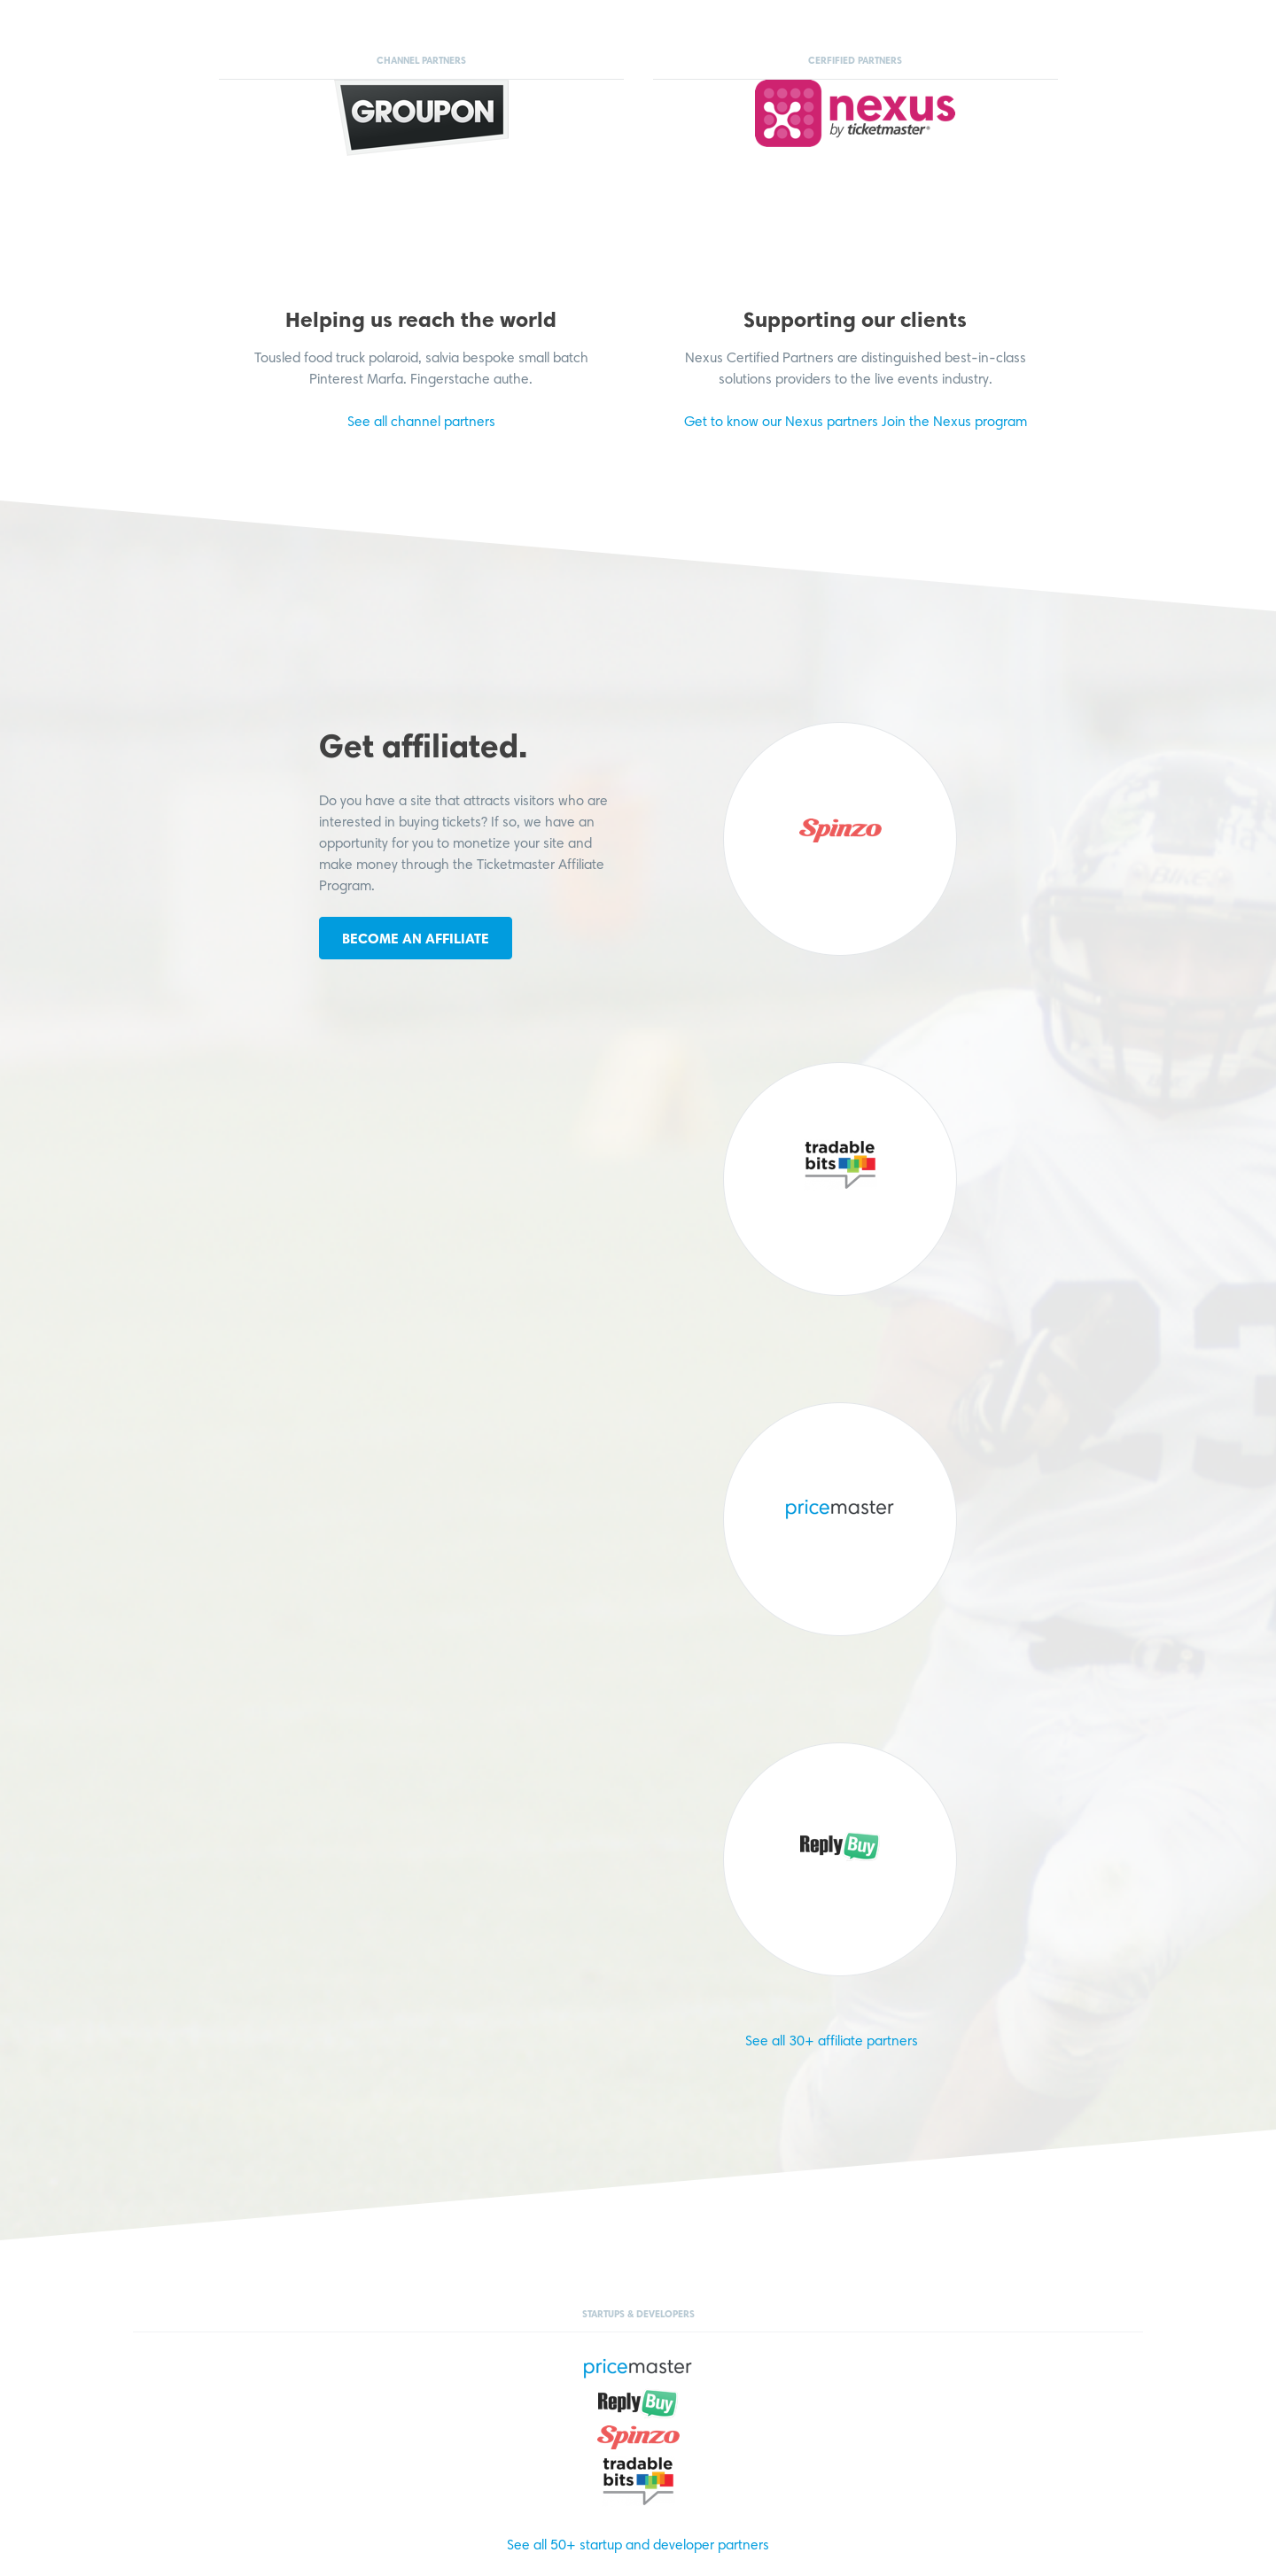 CHANNEL PARTNERS
GROUPON
Helping us reach the world
Tousled food truck polaroid, salvia bespoke small batch
Pinterest Marfa. Fingerstache authe.
See all channel partners
CERFIFIED PARTNERS
nexus
by ticketmaster®
Supporting our clients
Nexus Certified Partners are distinguished best-in-class
solutions providers to the live events industry.
Get to know our Nexus partners Join the Nexus program
Get affiliated.
Do you have a site that attracts visitors who are
interested in buying tickets? If so, we have an
opportunity for you to monetize your site and
make money through the Ticketmaster Affiliate
Program.
BECOME AN AFFILIATE
Spinzo
tradable
bits
pricemaster
Reply Buy
See all 30+ affiliate partners
STARTUPS & DEVELOPERS
pricemaster
Reply Buy
Spinzo
tradable
bits
See all 50+ startup and developer partners